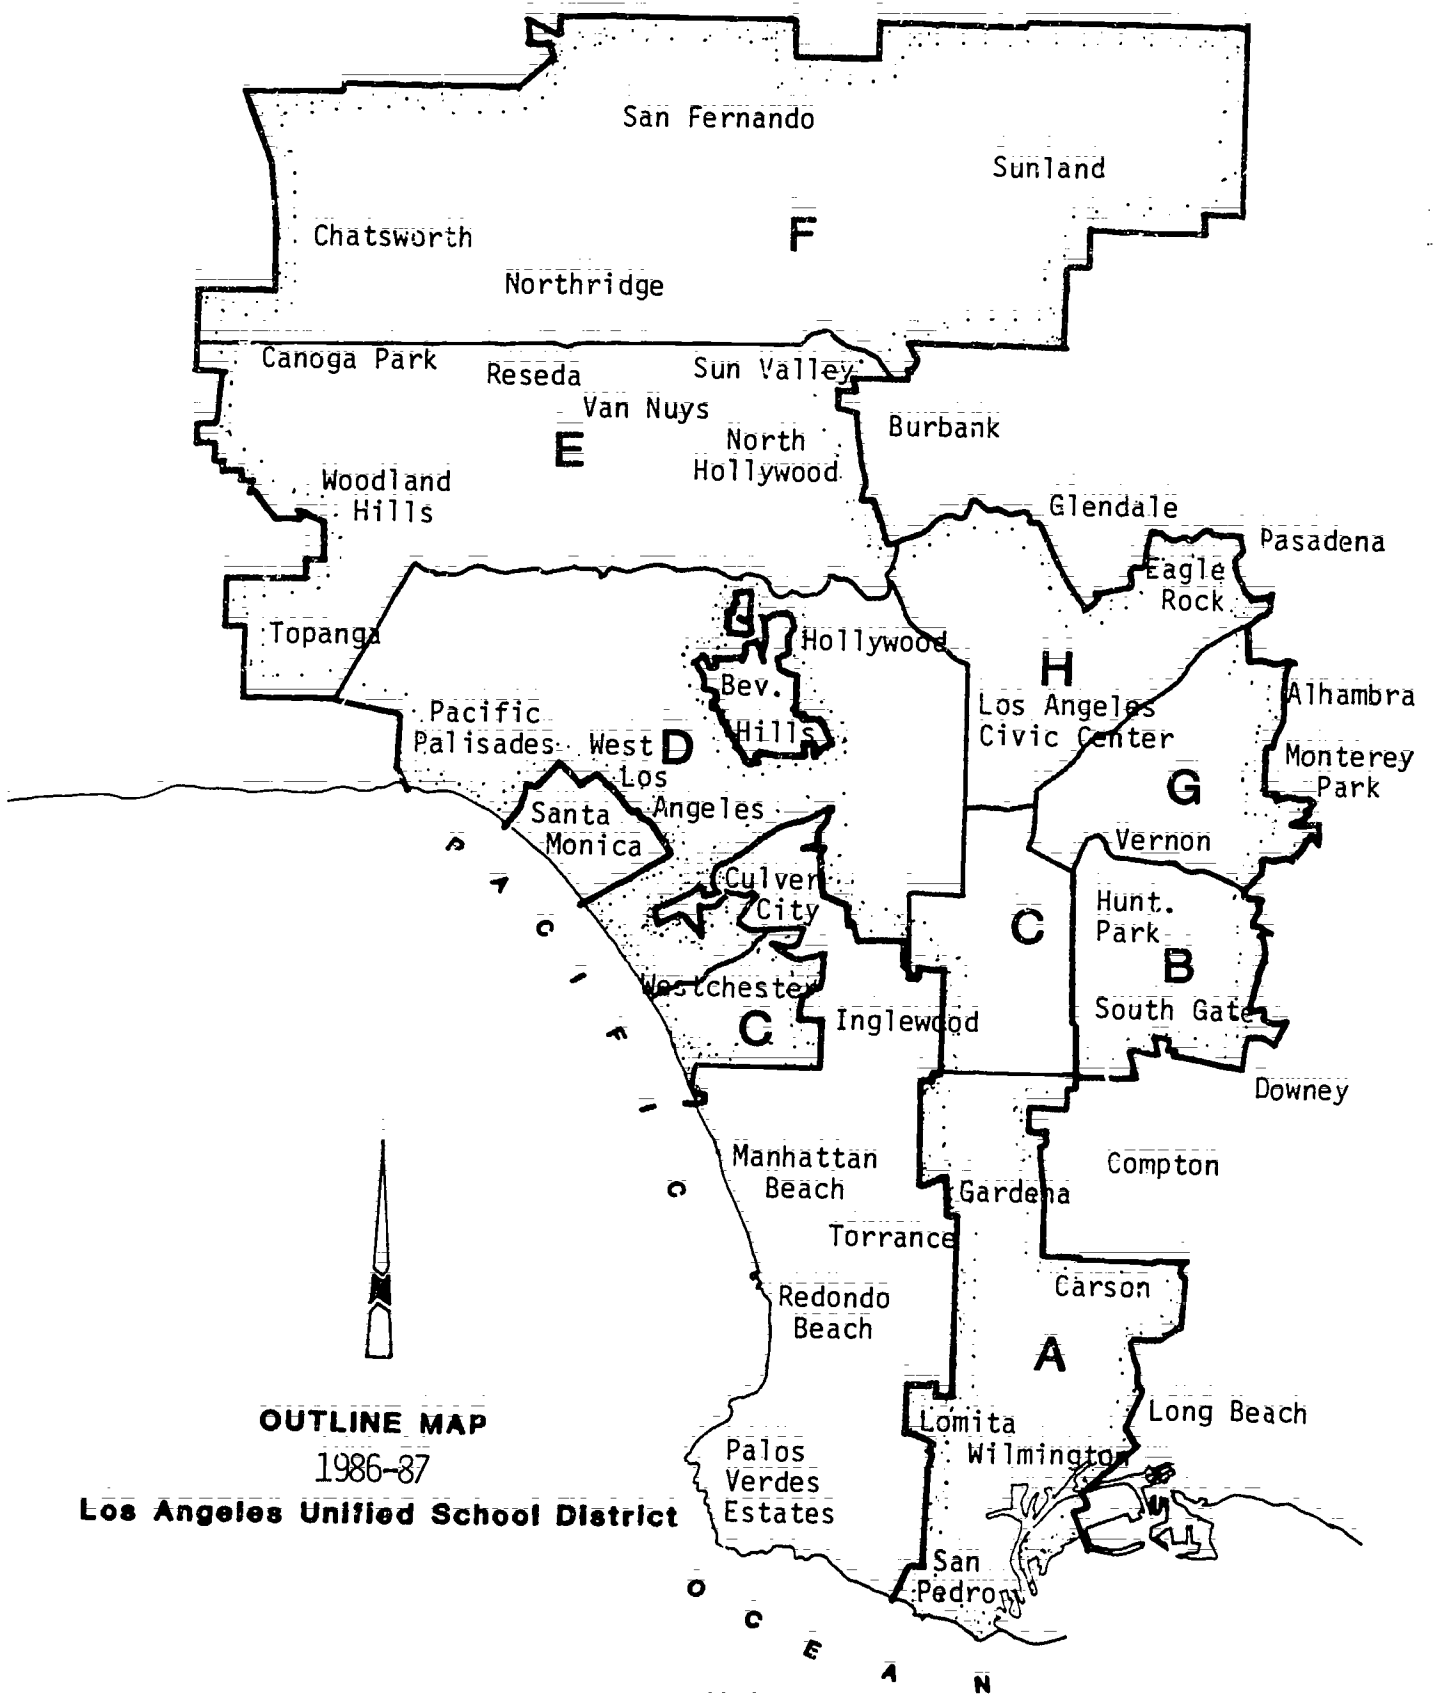 San Fernando
Sunland
Chatsworth
F
Northridge
Canoga Park
Reseda
Sun Valley
Van Nuys
Burbank
E
North
Hollywood
Woodland
Hills
Glendale
Pasadena
Eagle
Rock
Topanga
Hollywood
H
Bev.
Hills
Alhambra
Los Angeles
Civic Center
Pacific
Palisades
West
Los
Angeles
D
Monterey
Park
G
Santa
Monica
Vernon
Culver
City
C
Hunt.
Park
B
Westchester
C
Inglewood
South Gate
Downey
Manhattan
Beach
Compton
Gardena
Torrance
Carson
Redondo
Beach
A
Long Beach
Lomita
Wilmington
Palos
Verdes
Estates
San
Pedro
PACIFIC
OCEAN
OUTLINE MAP
1986-87
Los Angeles Unified School District